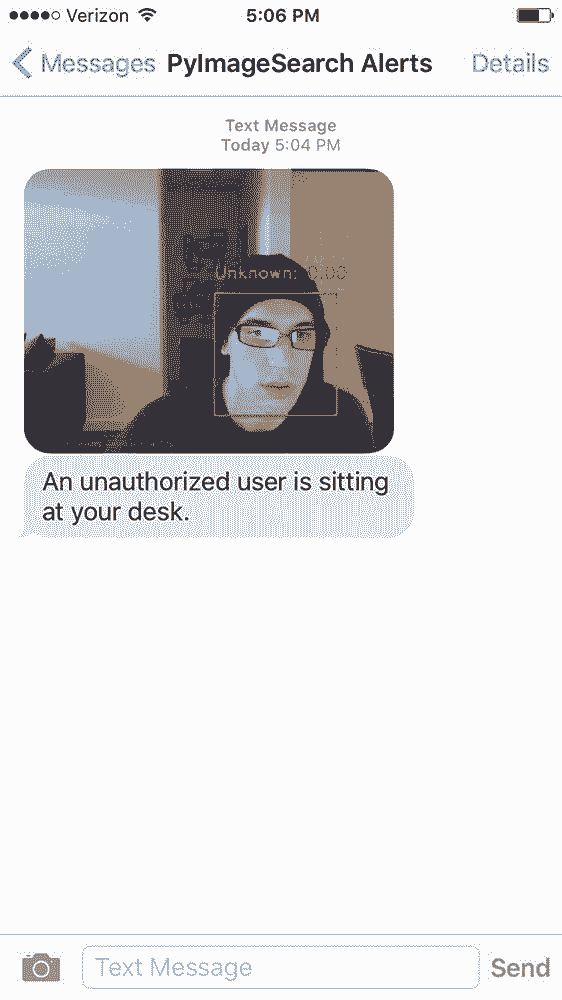 Verizon 5:06 PM
Messages PyImageSearch Alerts Details
Text Message
Today 5:04 PM
Unknown: 0.00
An unauthorized user is sitting
at your desk.
Text Message Send